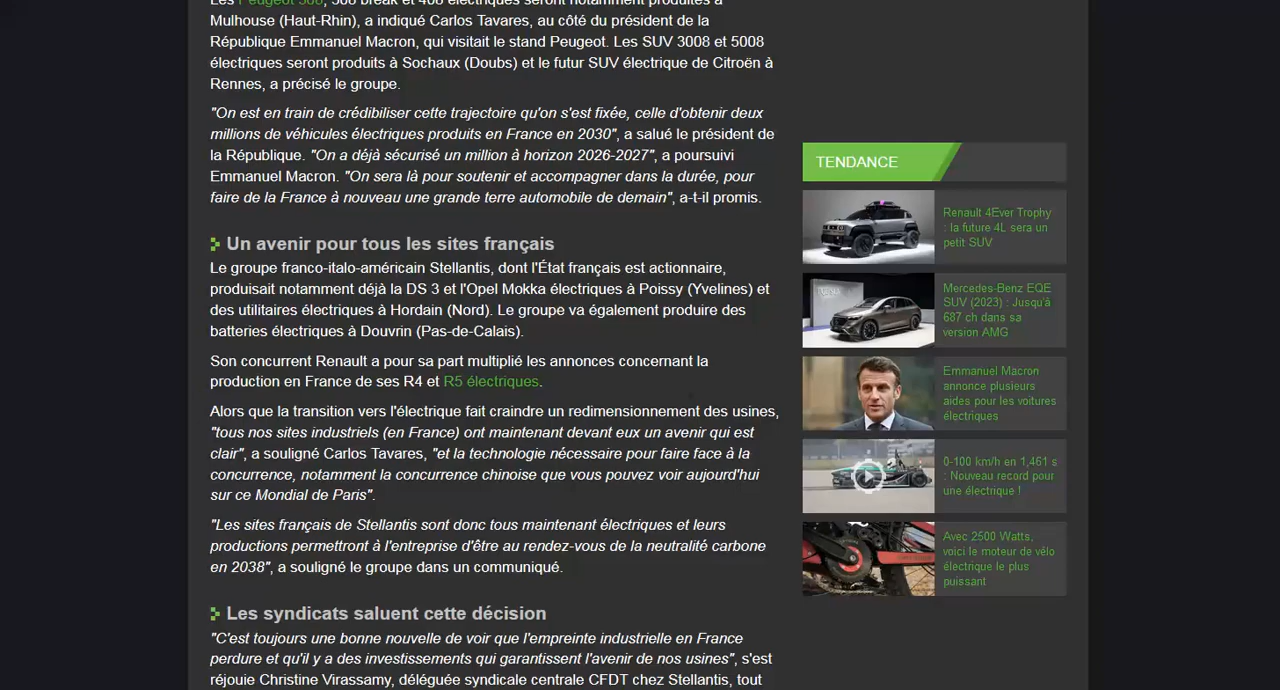 Les Peugeot 308, 308 break et 408 électriques seront notamment produites à
Mulhouse (Haut-Rhin), a indiqué Carlos Tavares, au côté du président de la
République Emmanuel Macron, qui visitait le stand Peugeot. Les SUV 3008 et 5008
électriques seront produits à Sochaux (Doubs) et le futur SUV électrique de Citroën à
Rennes, a précisé le groupe.
"On est en train de crédibiliser cette trajectoire qu'on s'est fixée, celle d'obtenir deux
millions de véhicules électriques produits en France en 2030", a salué le président de
la République. "On a déjà sécurisé un million à horizon 2026-2027", a poursuivi
Emmanuel Macron. "On sera là pour soutenir et accompagner dans la durée, pour
faire de la France à nouveau une grande terre automobile de demain", a-t-il promis.
Un avenir pour tous les sites français
Le groupe franco-italo-américain Stellantis, dont l'État français est actionnaire,
produisait notamment déjà la DS 3 et l'Opel Mokka électriques à Poissy (Yvelines) et
des utilitaires électriques à Hordain (Nord). Le groupe va également produire des
batteries électriques à Douvrin (Pas-de-Calais).
Son concurrent Renault a pour sa part multiplié les annonces concernant la
production en France de ses R4 et R5 électriques.
Alors que la transition vers l'électrique fait craindre un redimensionnement des usines,
"tous nos sites industriels (en France) ont maintenant devant eux un avenir qui est
clair", a souligné Carlos Tavares, "et la technologie nécessaire pour faire face à la
concurrence, notamment la concurrence chinoise que vous pouvez voir aujourd'hui
sur ce Mondial de Paris".
"Les sites français de Stellantis sont donc tous maintenant électriques et leurs
productions permettront à l'entreprise d'être au rendez-vous de la neutralité carbone
en 2038", a souligné le groupe dans un communiqué.
Les syndicats saluent cette décision
"C'est toujours une bonne nouvelle de voir que l'empreinte industrielle en France
perdure et qu'il y a des investissements qui garantissent l'avenir de nos usines", s'est
réjouie Christine Virassamy, déléguée syndicale centrale CFDT chez Stellantis, tout
TENDANCE
Renault 4Ever Trophy
: la future 4L sera un
petit SUV
Mercedes-Benz EQE
SUV (2023) : Jusqu'à
687 ch dans sa
version AMG
Emmanuel Macron
annonce plusieurs
aides pour les voitures
électriques
0-100 km/h en 1,461 s
: Nouveau record pour
une électrique !
Avec 2500 Watts,
voici le moteur de vélo
électrique le plus
puissant